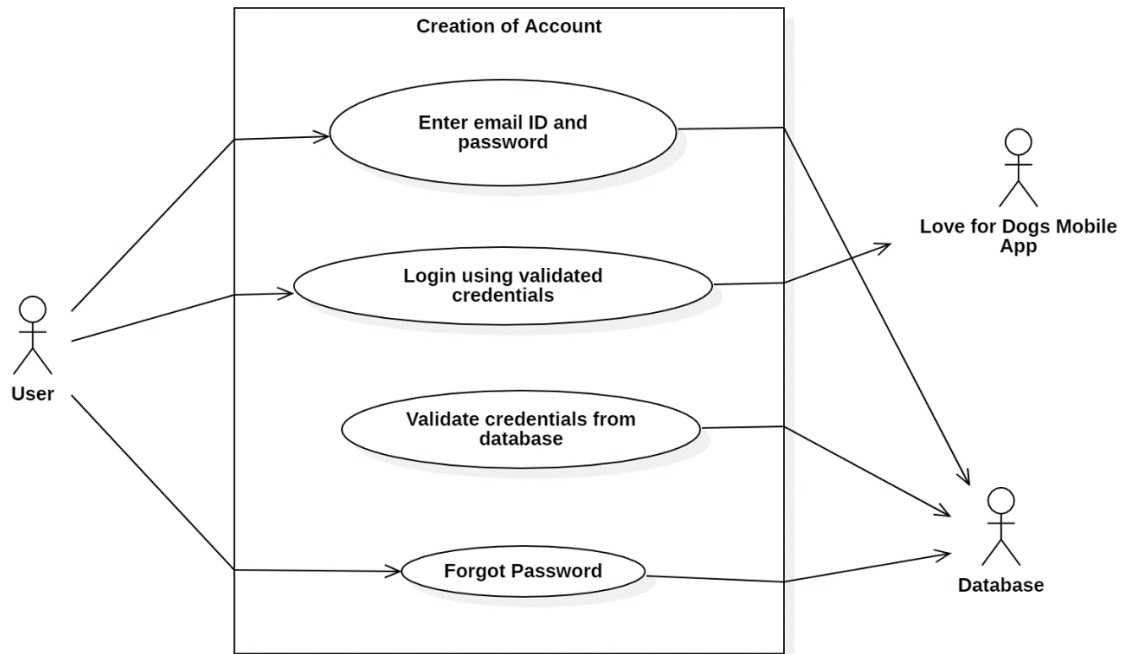 Creation of Account
Enter email ID and
password
Love for Dogs Mobile
App
Login using validated
credentials
User
Validate credentials from
database
Forgot Password
Database